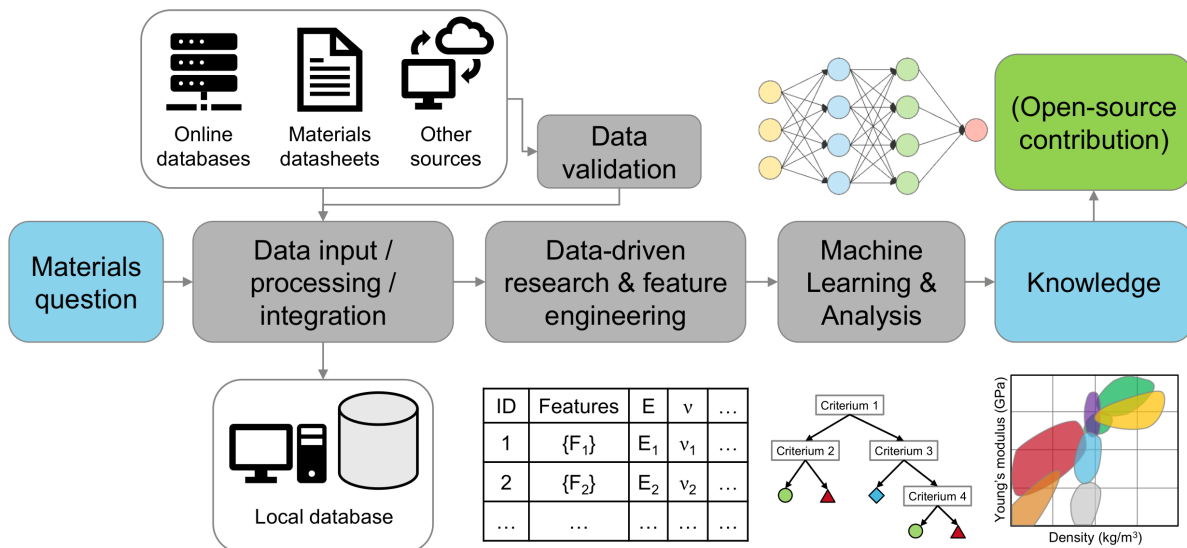 Online
databases
Materials
datasheets
Other
sources
Data
validation
(Open-source
contribution)
Materials
question
Data input /
processing /
integration
Data-driven
research & feature
engineering
Machine
Learning &
Analysis
Knowledge
Local database
ID Features E ν …
1 {F₁} E₁ ν₁ …
2 {F₂} E₂ ν₂ …
… … … … …
Criterium 1
Criterium 2
Criterium 3
Criterium 4
Young's modulus (GPa)
Density (kg/m³)